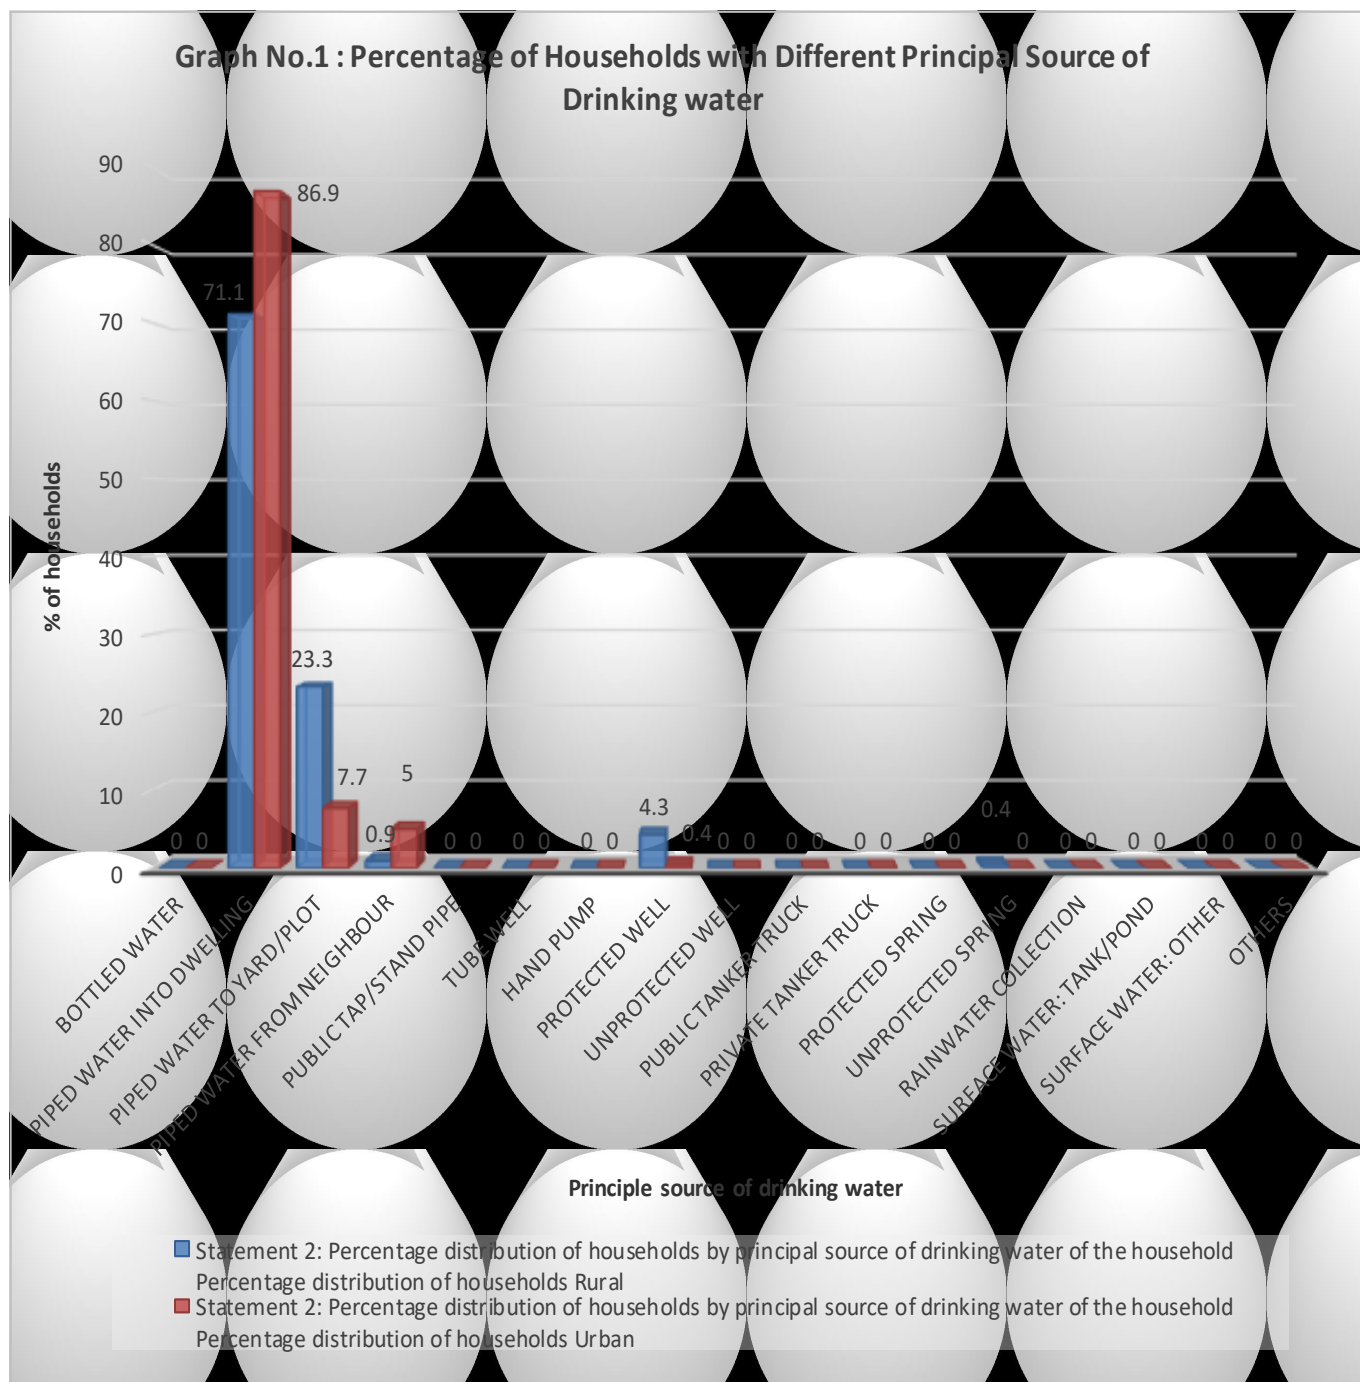 Graph No.1 : Percentage of Households with Different Principal Source of
Drinking water
90
80
70
60
50
40
30
20
10
0
% of households
0 0
71.1
86.9
23.3
7.7
0.9
5
0 0
0 0
0 0
4.3
0.4
0 0
0 0
0 0
0 0
0.4
0
0 0
0 0
0 0
0 0
BOTTLED WATER
PIPED WATER INTO DWELLING
PIPED WATER TO YARD/PLOT
PIPED WATER FROM NEIGHBOUR
PUBLIC TAP/STAND PIPE
TUBE WELL
HAND PUMP
PROTECTED WELL
UNPROTECTED WELL
PUBLIC TANKER TRUCK
PRIVATE TANKER TRUCK
PROTECTED SPRING
UNPROTECTED SPRING
RAINWATER COLLECTION
SURFACE WATER: TANK/POND
SURFACE WATER: OTHER
OTHERS
Principle source of drinking water
Statement 2: Percentage distribution of households by principal source of drinking water of the household
Percentage distribution of households Rural
Statement 2: Percentage distribution of households by principal source of drinking water of the household
Percentage distribution of households Urban